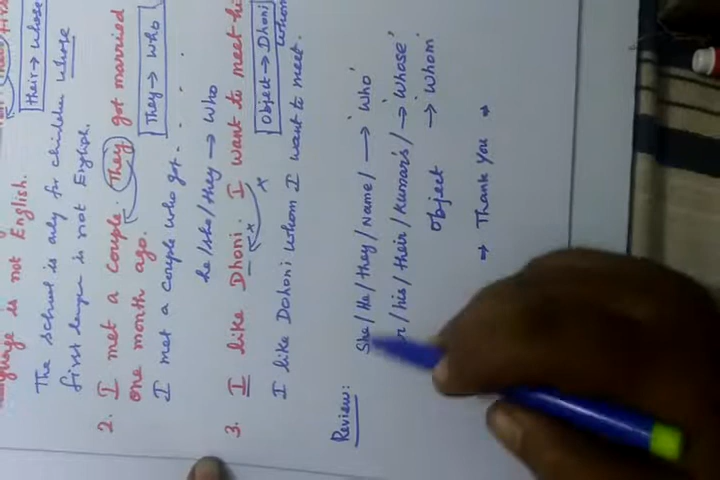 their → whose
language is not English.
The school is only for children whose
first langua is not English.
2. I met a couple. They got married
one month ago.
They → Who
I met a couple who got . . . .
he/she/they → Who
3. I like Dhoni. I want to meet hi
Object → Dhoni
whom
I like Dohoni whom I want to meet.
Review:
She/He/they/Name/ → 'who'
r/his/their/Kumar's/ → 'whose'
Object → 'Whom'
⇒ Thank You ⇒